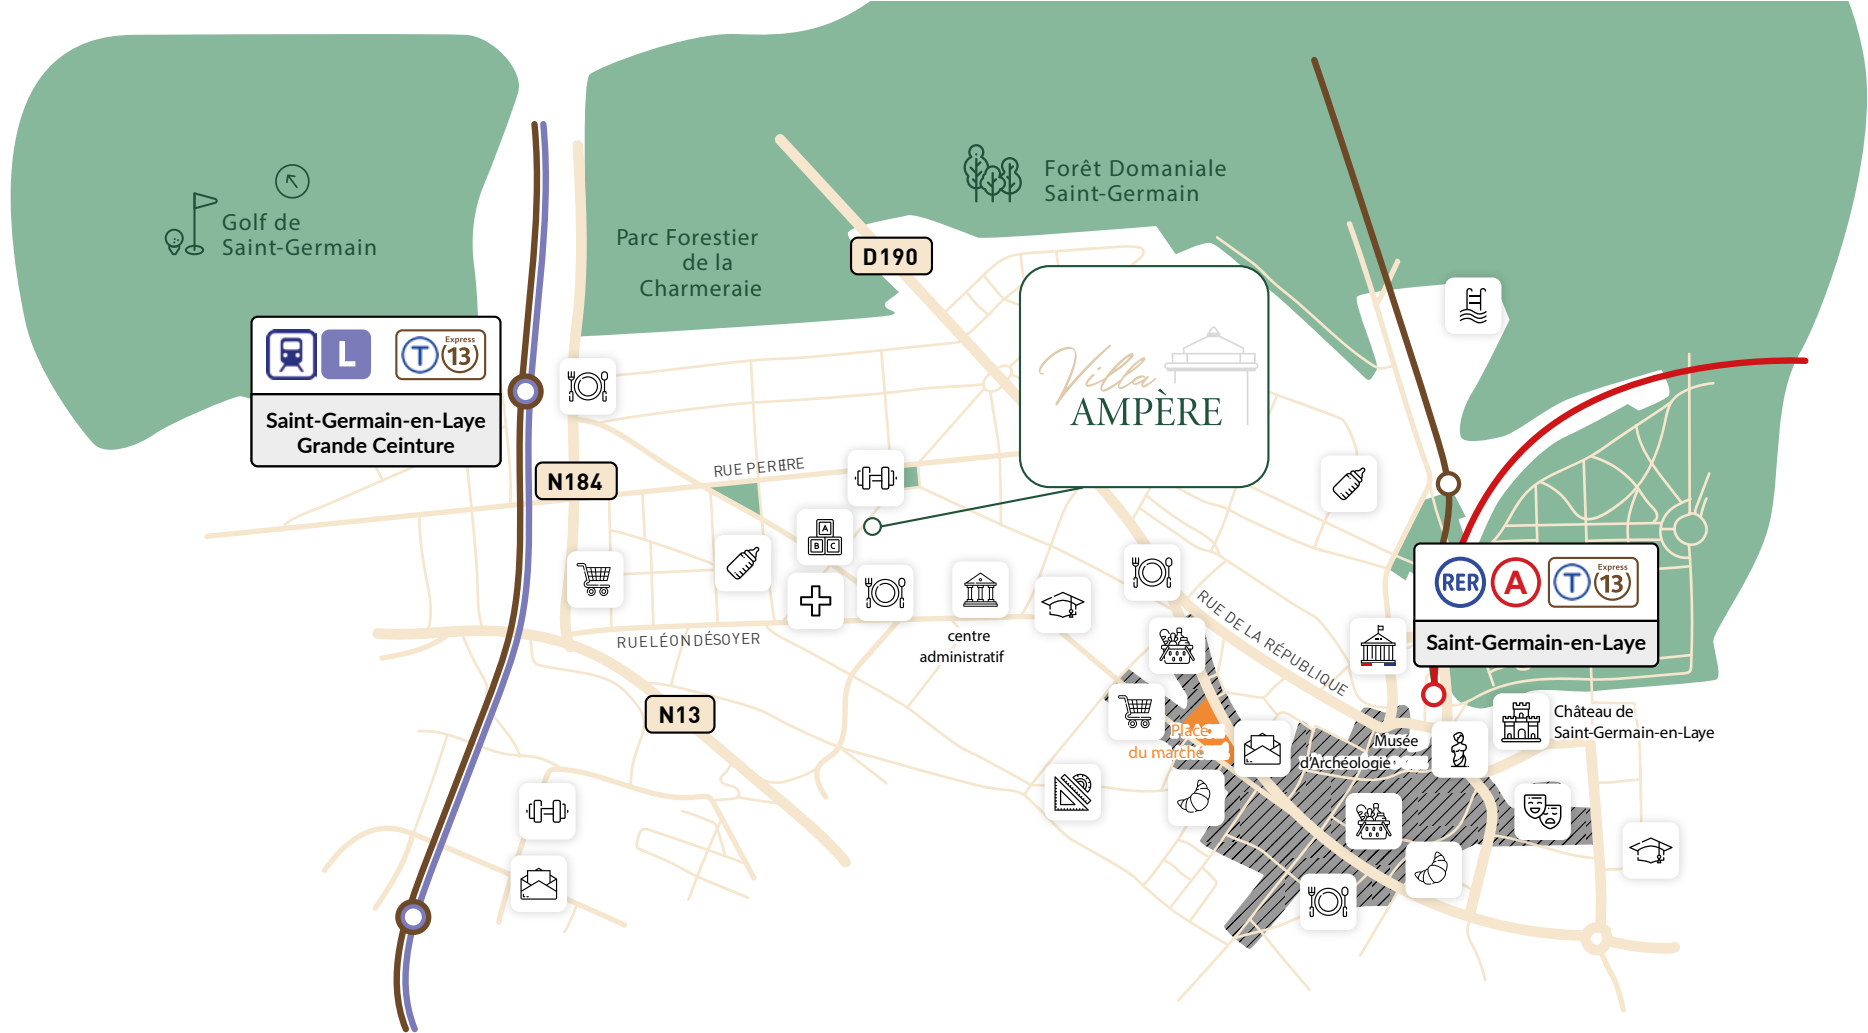 Golf de
Saint-Germain
Parc Forestier
de la
Charmeraie
Forêt Domaniale
Saint-Germain
D190
L
T
Express
13
Saint-Germain-en-Laye
Grande Ceinture
N184
Villa
AMPÈRE
RUE PEREIRE
A
B C
RUE LÉON DÉSOYER
centre
administratif
RUE DE LA RÉPUBLIQUE
RER
A
T
Express
13
Saint-Germain-en-Laye
N13
Place
du marché
Musée
d'Archéologie
Château de
Saint-Germain-en-Laye